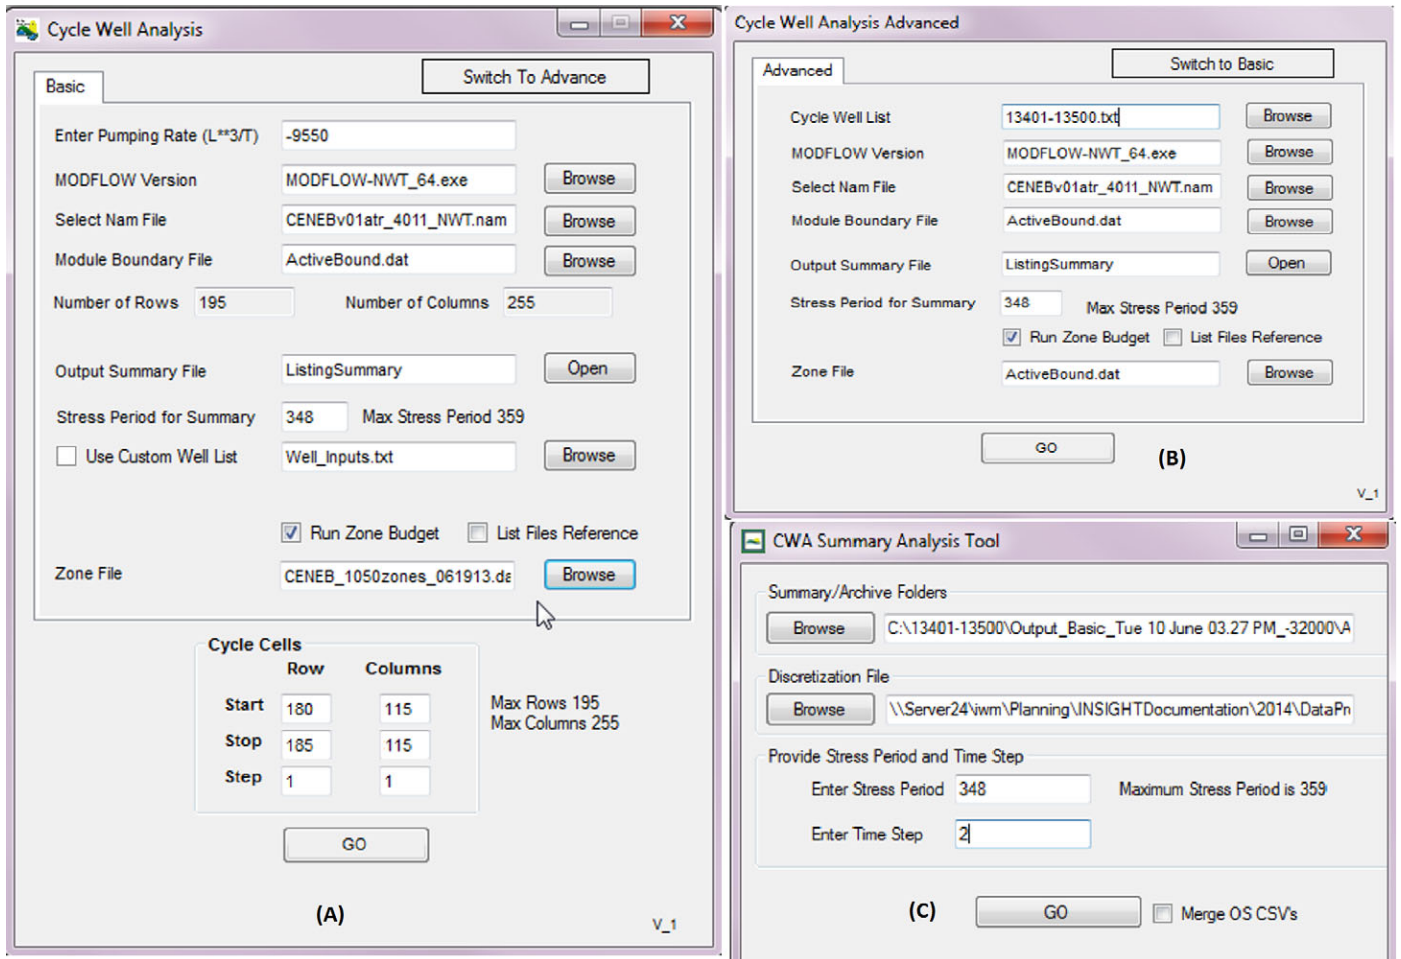 Cycle Well Analysis
Switch To Advance
Basic
Enter Pumping Rate (L**3/T) -9550
MODFLOW Version MODFLOW-NWT_64.exe Browse
Select Nam File CENEBv01atr_4011_NWT.nam Browse
Module Boundary File ActiveBound.dat Browse
Number of Rows 195 Number of Columns 255
Output Summary File ListingSummary Open
Stress Period for Summary 348 Max Stress Period 359
Use Custom Well List Well_Inputs.txt Browse
Run Zone Budget List Files Reference
Zone File CENEB_1050zones_061913.da Browse
Cycle Cells
Row Columns
Start 180 115 Max Rows 195
Max Columns 255
Stop 185 115
Step 1 1
GO
(A)
V_1
Cycle Well Analysis Advanced
Switch to Basic
Advanced
Cycle Well List 13401-13500.txt Browse
MODFLOW Version MODFLOW-NWT_64.exe Browse
Select Nam File CENEBv01atr_4011_NWT.nam Browse
Module Boundary File ActiveBound.dat Browse
Output Summary File ListingSummary Open
Stress Period for Summary 348 Max Stress Period 359
Run Zone Budget List Files Reference
Zone File ActiveBound.dat Browse
GO
(B)
V_1
CWA Summary Analysis Tool
Summary/Archive Folders
Browse C:\13401-13500\Output_Basic_Tue 10 June 03.27 PM_-32000\A
Discretization File
Browse \\Server24\iwm\Planning\INSIGHTDocumentation\2014\DataPr
Provide Stress Period and Time Step
Enter Stress Period 348 Maximum Stress Period is 359
Enter Time Step 2
(C) GO Merge OS CSV's